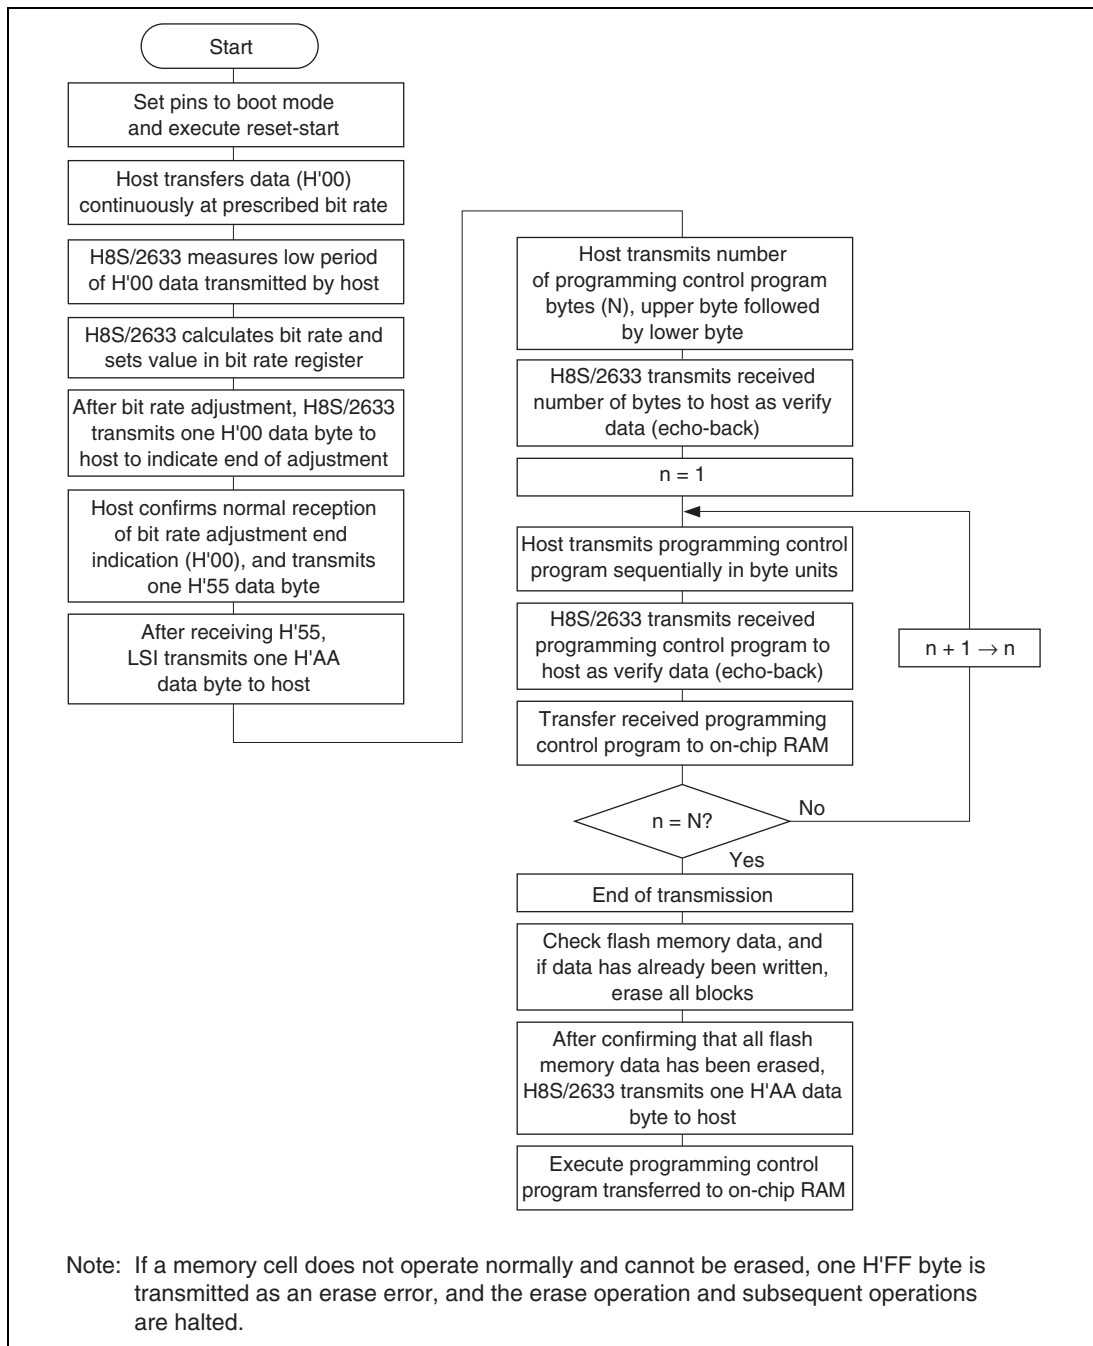 Start
Set pins to boot mode
and execute reset-start
Host transfers data (H'00)
continuously at prescribed bit rate
H8S/2633 measures low period
of H'00 data transmitted by host
H8S/2633 calculates bit rate and
sets value in bit rate register
After bit rate adjustment, H8S/2633
transmits one H'00 data byte to
host to indicate end of adjustment
Host confirms normal reception
of bit rate adjustment end
indication (H'00), and transmits
one H'55 data byte
After receiving H'55,
LSI transmits one H'AA
data byte to host
Host transmits number
of programming control program
bytes (N), upper byte followed
by lower byte
H8S/2633 transmits received
number of bytes to host as verify
data (echo-back)
n = 1
Host transmits programming control
program sequentially in byte units
H8S/2633 transmits received
programming control program to
host as verify data (echo-back)
n + 1 → n
Transfer received programming
control program to on-chip RAM
n = N?
No
Yes
End of transmission
Check flash memory data, and
if data has already been written,
erase all blocks
After confirming that all flash
memory data has been erased,
H8S/2633 transmits one H'AA data
byte to host
Execute programming control
program transferred to on-chip RAM
Note: If a memory cell does not operate normally and cannot be erased, one H'FF byte is
transmitted as an erase error, and the erase operation and subsequent operations
are halted.